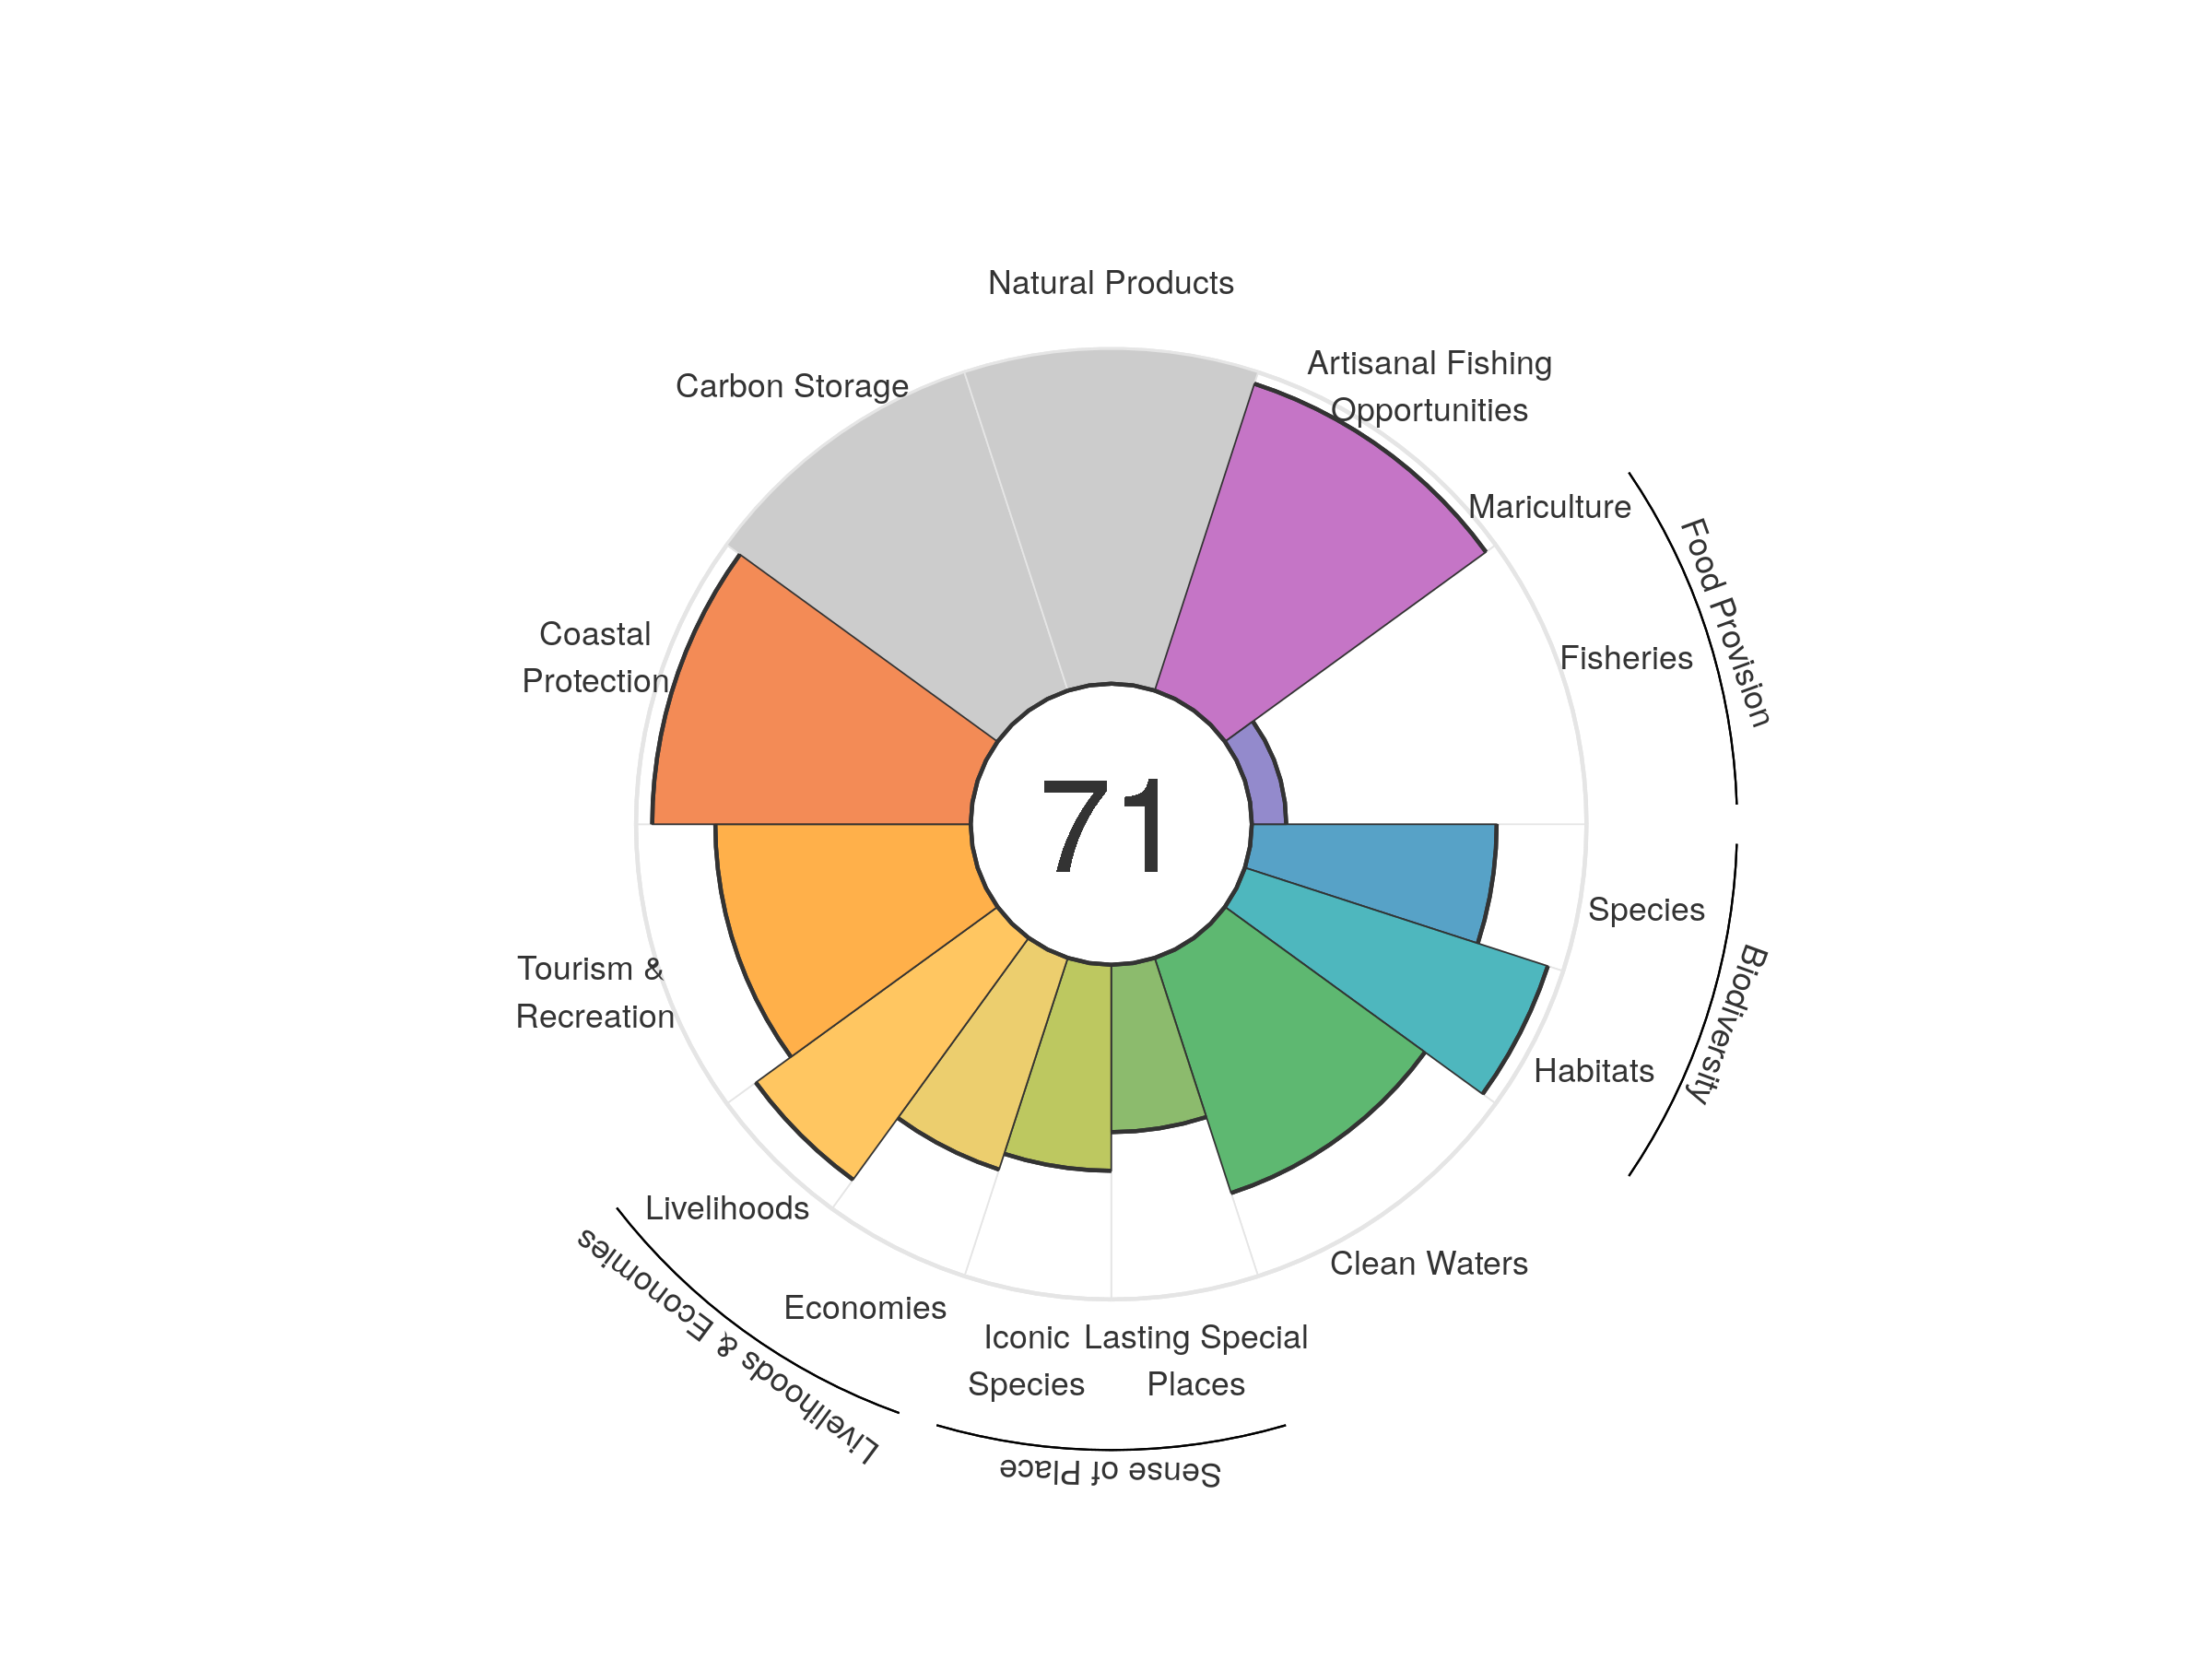 Natural Products
Artisanal Fishing
Opportunities
Carbon Storage
Mariculture
Food Provision
Fisheries
Coastal
Protection
71
Species
Biodiversity
Tourism &
Recreation
Habitats
Livelihoods
Clean Waters
Economies
Livelihoods & Economies
Iconic
Species
Lasting Special
Places
Sense of Place